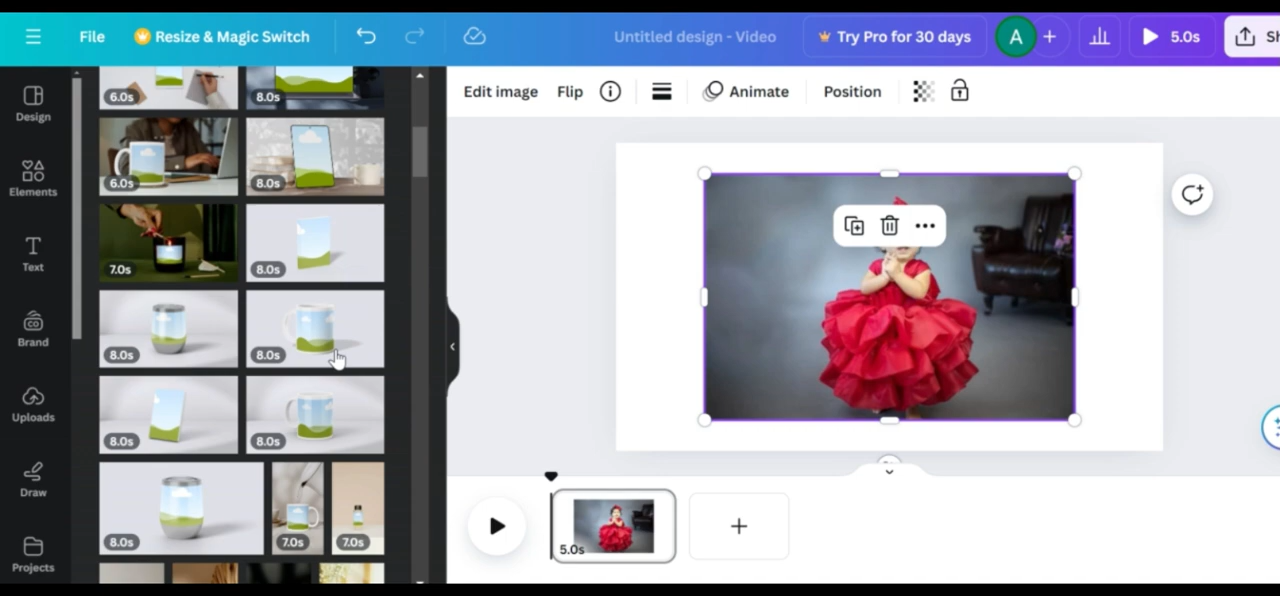 File
Resize & Magic Switch
Untitled design - Video
Try Pro for 30 days
A
5.0s
Sh
Design
Elements
Text
Brand
CO
Uploads
Draw
Projects
6.0s
8.0s
6.0s
8.0s
7.0s
8.0s
8.0s
8.0s
8.0s
8.0s
8.0s
7.0s
7.0s
Edit image
Flip
Animate
Position
5.0s